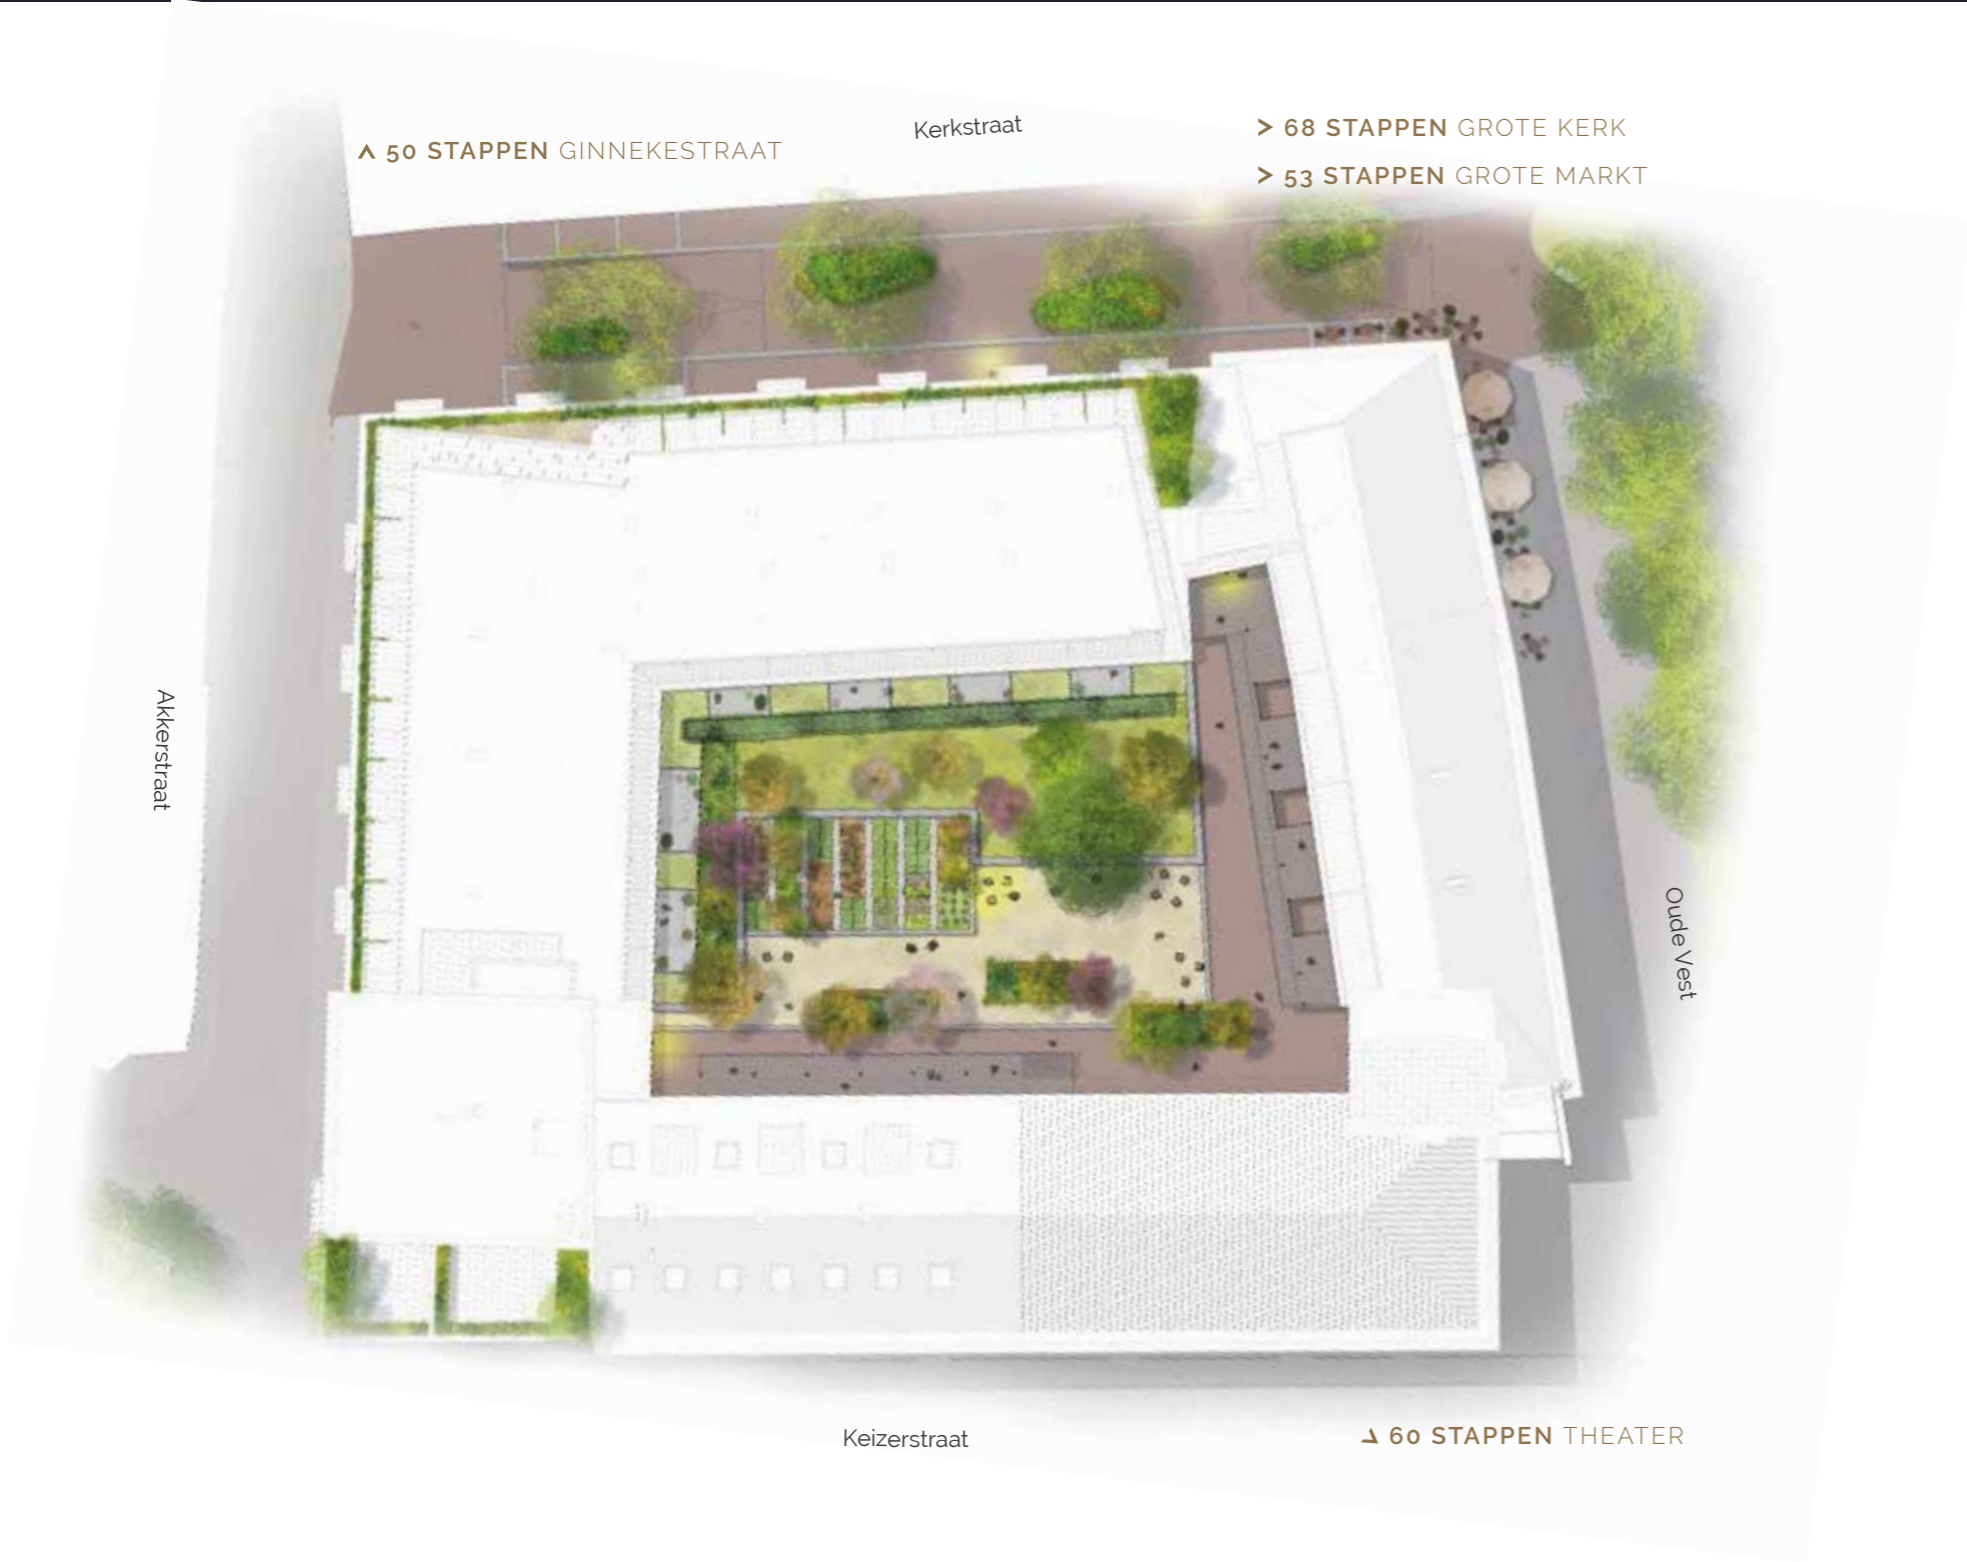 Kerkstraat
> 68 STAPPEN GROTE KERK
^ 50 STAPPEN GINNEKESTRAAT
> 53 STAPPEN GROTE MARKT
Akkerstraat
Oude Vest
Keizerstraat
60 STAPPEN THEATER